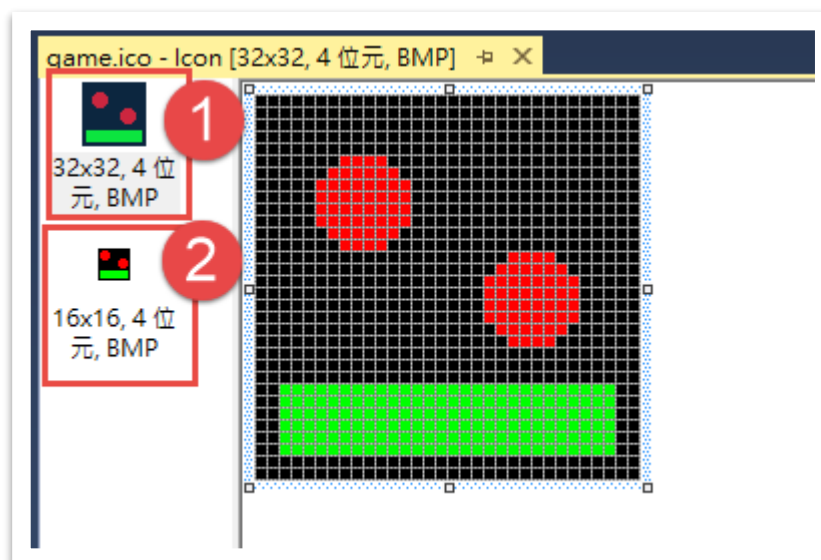 game.ico - Icon [32x32, 4 位元, BMP]
1
32x32, 4 位
元, BMP
2
16x16, 4 位
元, BMP